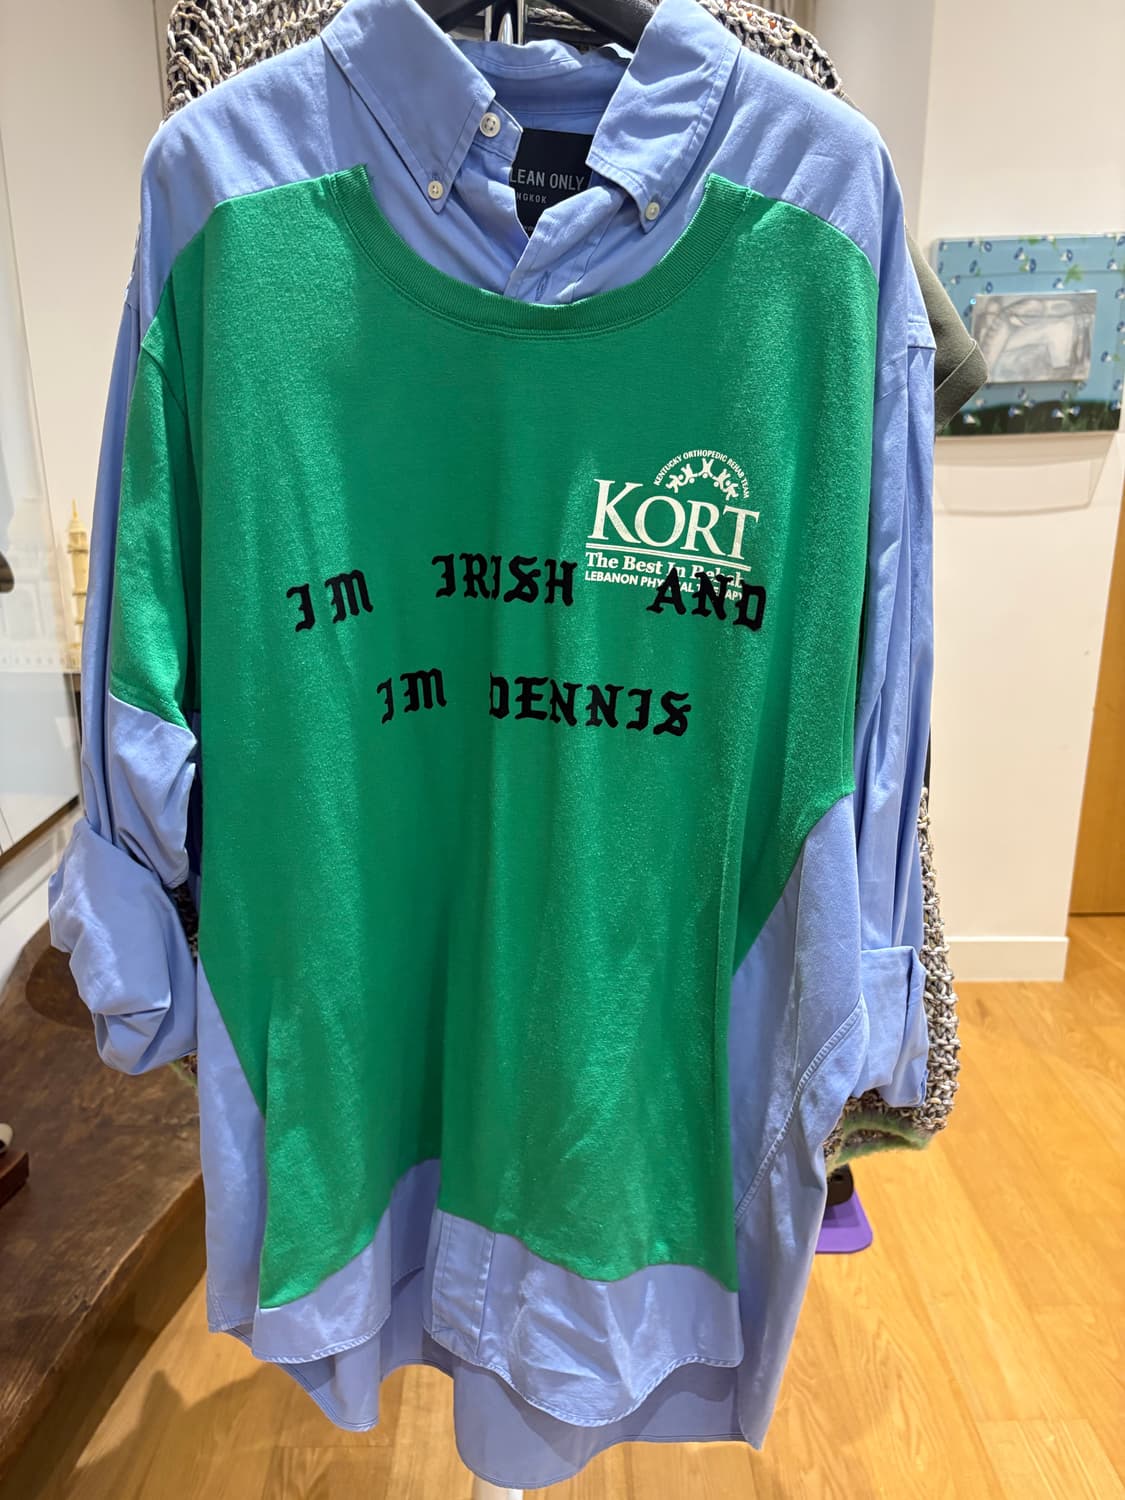 LEAN ONLY
NGKOK
KENTUCKY ORTHOPEDIC REHAB TEAM
KORT
The Best In Rehab
LEBANON PHYSICAL THERAPY
IM IRISH AND
IM DENNIS